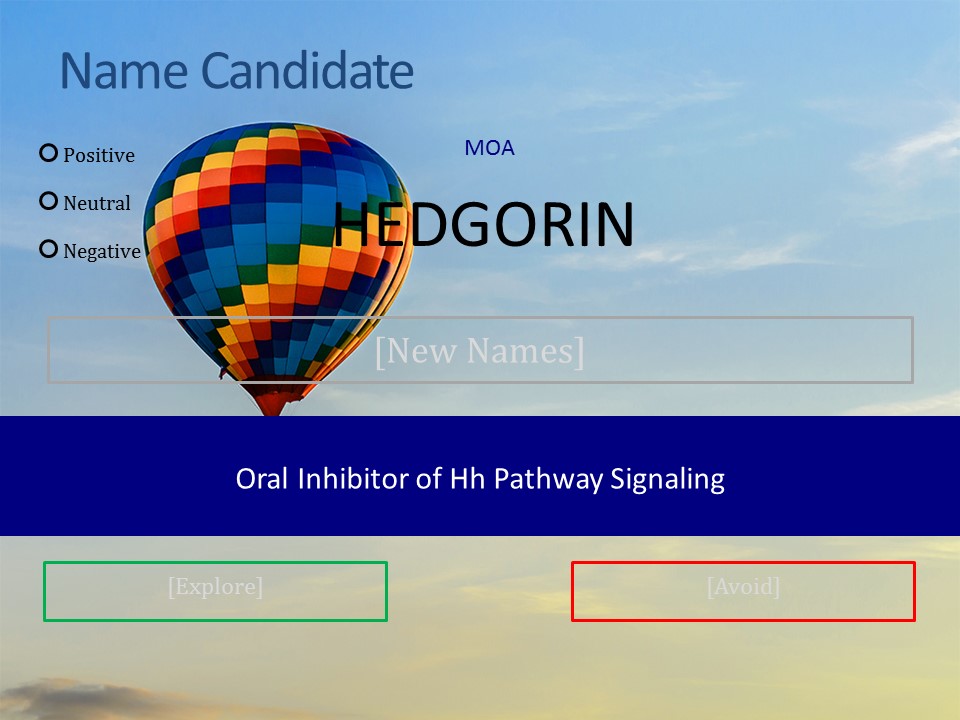 Name Candidate
Positive
Neutral
Negative
MOA
HEDGORIN
[New Names]
Oral Inhibitor of Hh Pathway Signaling
[Explore]
[Avoid]